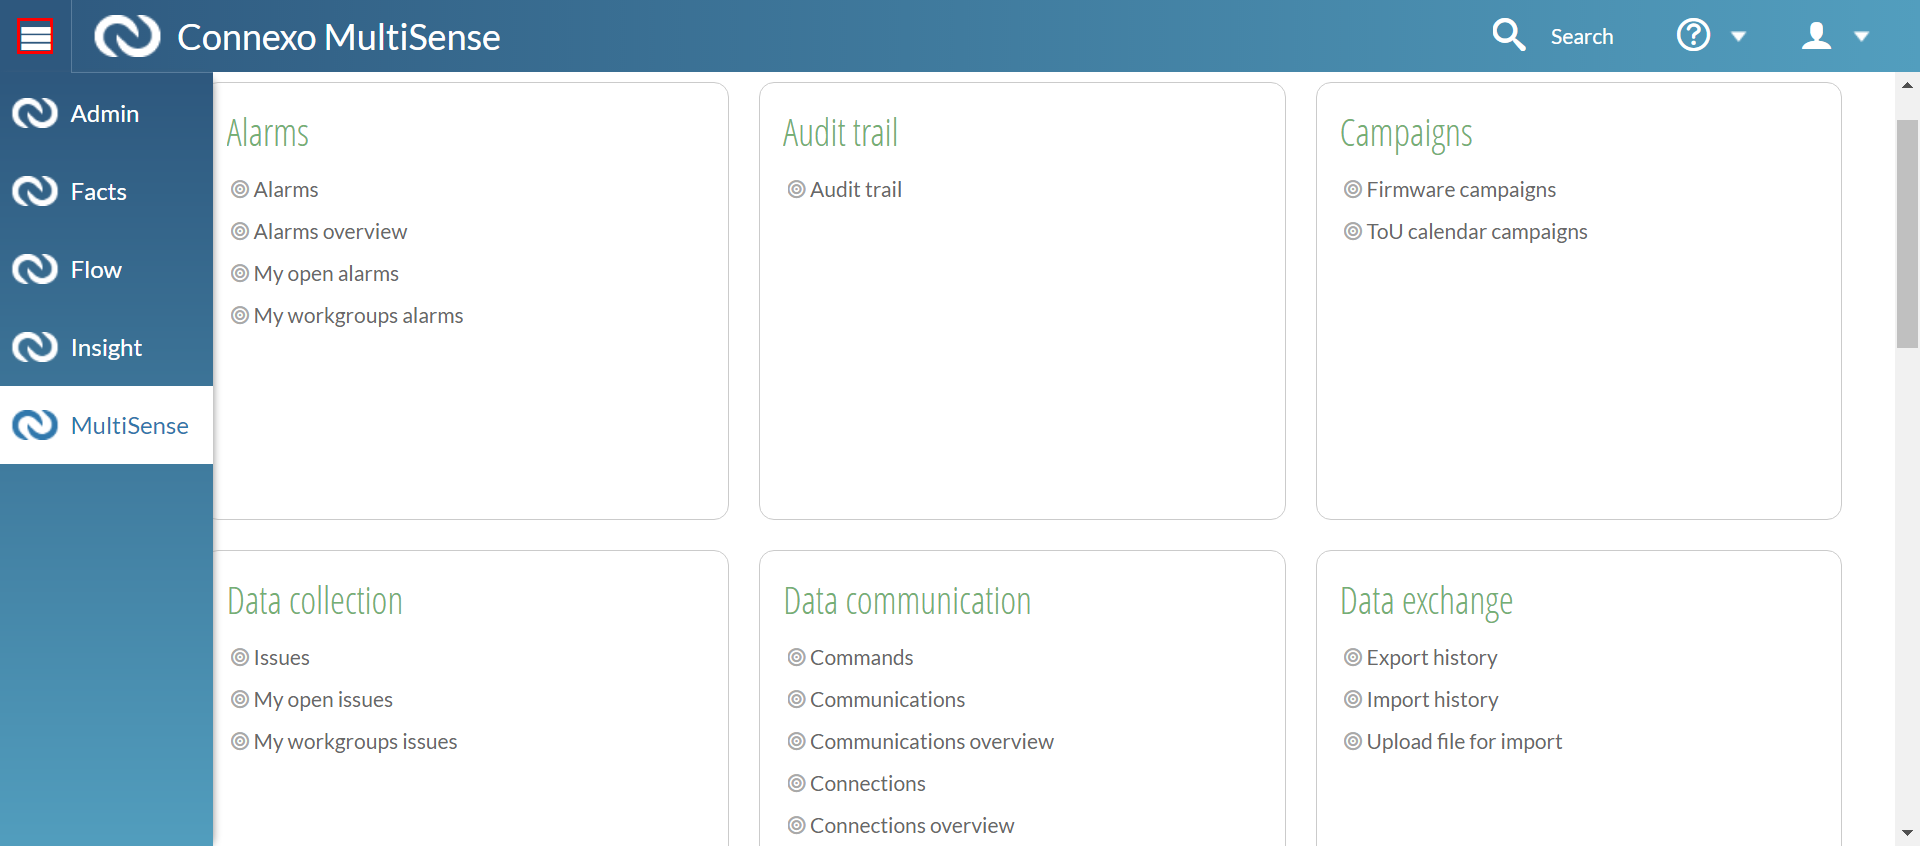 Connexo MultiSense
Search
Admin
Facts
Flow
Insight
MultiSense
Alarms
Alarms
Alarms overview
My open alarms
My workgroups alarms
Audit trail
Audit trail
Campaigns
Firmware campaigns
ToU calendar campaigns
Data collection
Issues
My open issues
My workgroups issues
Data communication
Commands
Communications
Communications overview
Connections
Connections overview
Data exchange
Export history
Import history
Upload file for import